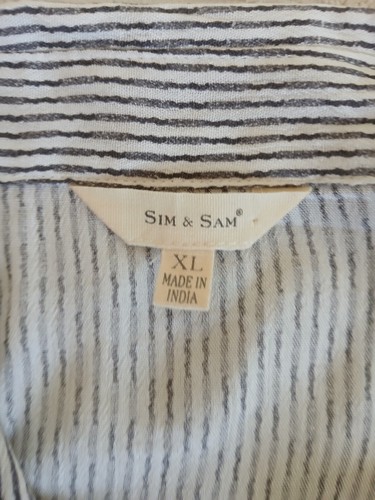 SIM & SAM®
XL
MADE IN
INDIA